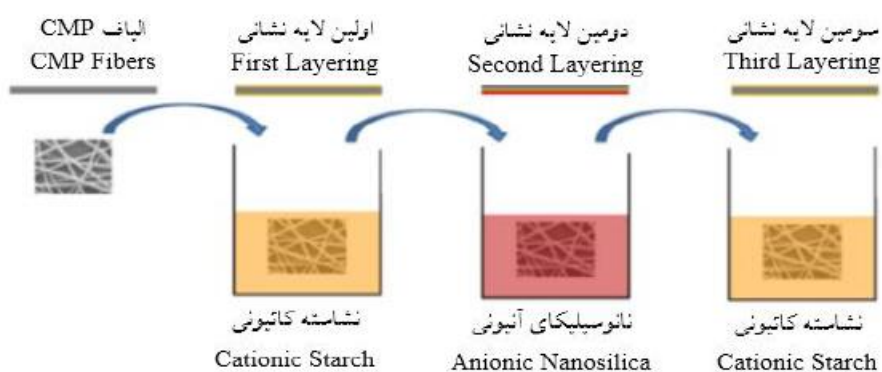 الیاف CMP
CMP Fibers
اولین لایه نشانی
First Layering
دومین لایه نشانی
Second Layering
سومین لایه نشانی
Third Layering
نشاسته کاتیونی
Cationic Starch
نانوسیلیکای آنیونی
Anionic Nanosilica
نشاسته کاتیونی
Cationic Starch